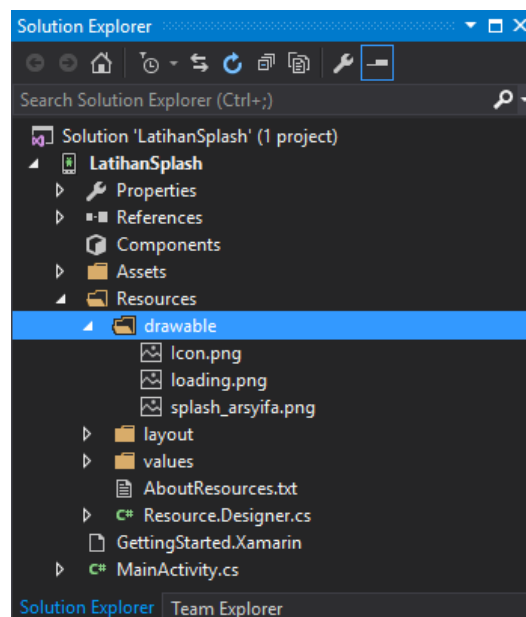 Solution Explorer
Search Solution Explorer (Ctrl+;)
Solution 'LatihanSplash' (1 project)
LatihanSplash
Properties
References
Components
Assets
Resources
drawable
Icon.png
loading.png
splash_arsyifa.png
layout
values
AboutResources.txt
C# Resource.Designer.cs
GettingStarted.Xamarin
C# MainActivity.cs
Solution Explorer Team Explorer